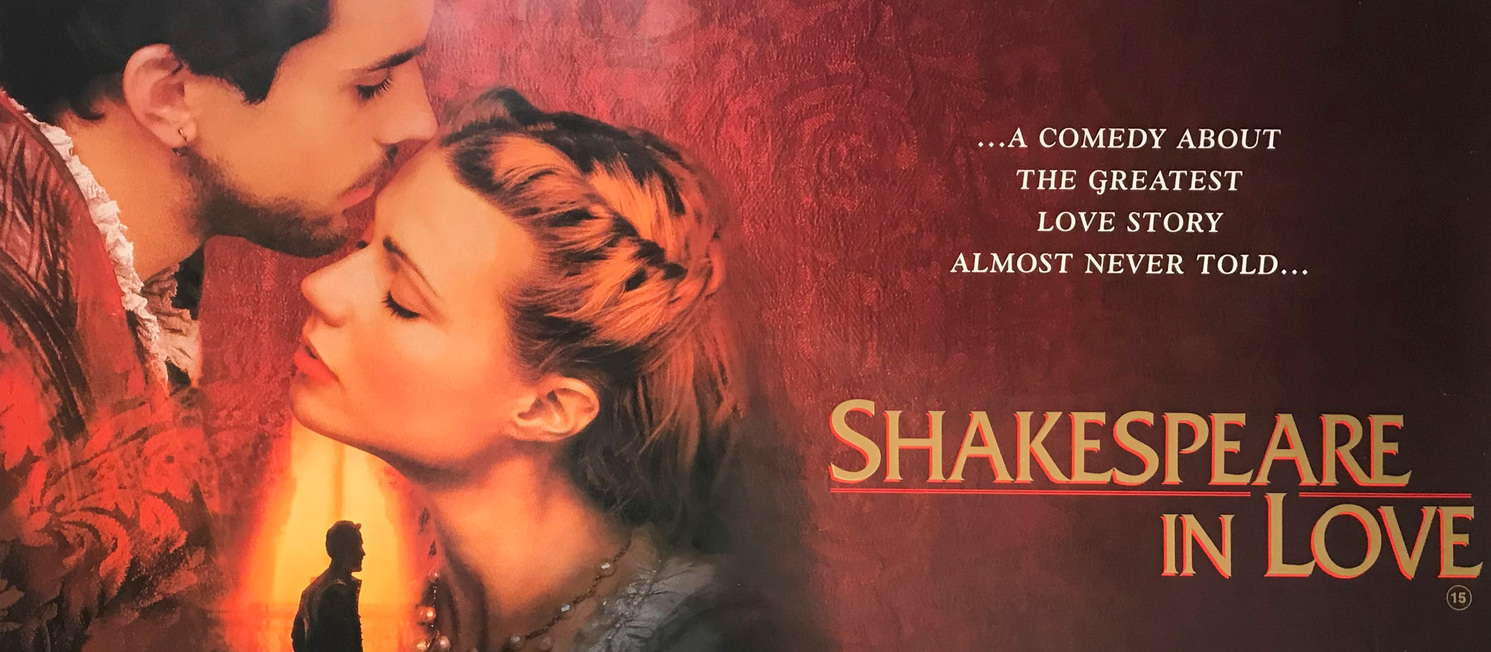 ...A COMEDY ABOUT
THE GREATEST
LOVE STORY
ALMOST NEVER TOLD...
SHAKESPEARE
IN LOVE
15